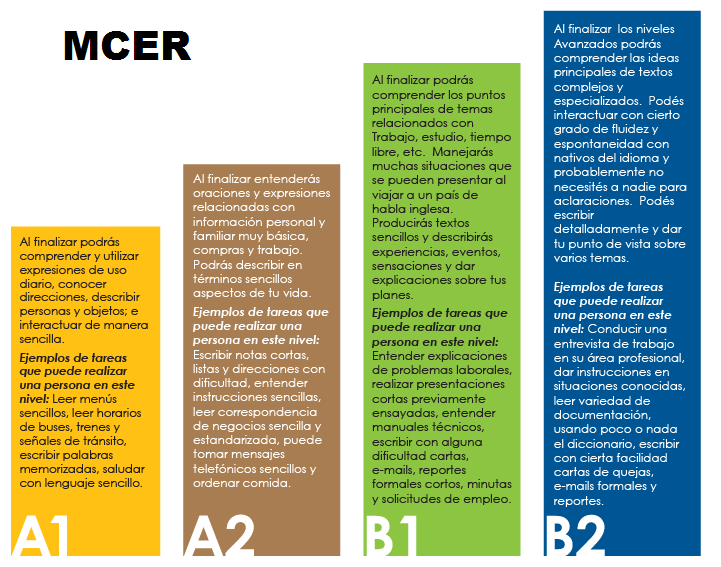 MCER
Al finalizar podrás
comprender y utilizar
expresiones de uso
diario, conocer
direcciones, describir
personas y objetos; e
interactuar de manera
sencilla.
Ejemplos de tareas
que puede realizar
una persona en este
nivel: Leer menús
sencillos, leer horarios
de buses, trenes y
señales de tránsito,
escribir palabras
memorizadas, saludar
con lenguaje sencillo.
A1
Al finalizar entenderás
oraciones y expresiones
relacionadas con
información personal y
familiar muy básica,
compras y trabajo.
Podrás describir en
términos sencillos
aspectos de tu vida.
Ejemplos de tareas que
puede realizar una
persona en este nivel:
Escribir notas cortas,
listas y direcciones con
dificultad, entender
instrucciones sencillas,
leer correspondencia
de negocios sencilla y
estandarizada, puede
tomar mensajes
telefónicos sencillos y
ordenar comida.
A2
Al finalizar podrás
comprender los puntos
principales de temas
relacionados con
Trabajo, estudio, tiempo
libre, etc.  Manejarás
muchas situaciones que
se pueden presentar al
viajar a un país de
habla inglesa.
Producirás textos
sencillos y describirás
experiencias, eventos,
sensaciones y dar
explicaciones sobre tus
planes.
Ejemplos de tareas que
puede realizar una
persona en este nivel:
Entender explicaciones
de problemas laborales,
realizar presentaciones
cortas previamente
ensayadas, entender
manuales técnicos,
escribir con alguna
dificultad cartas,
e-mails, reportes
formales cortos, minutas
y solicitudes de empleo.
B1
Al finalizar  los niveles
Avanzados podrás
comprender las ideas
principales de textos
complejos y
especializados.  Podés
interactuar con cierto
grado de fluidez y
espontaneidad con
nativos del idioma y
probablemente no
necesités a nadie para
aclaraciones.  Podés
escribir
detalladamente y dar
tu punto de vista sobre
varios temas.
Ejemplos de tareas
que puede realizar
una persona en este
nivel: Conducir una
entrevista de trabajo
en su área profesional,
dar instrucciones en
situaciones conocidas,
leer variedad de
documentación,
usando poco o nada
el diccionario, escribir
con cierta facilidad
cartas de quejas,
e-mails formales y
reportes.
B2